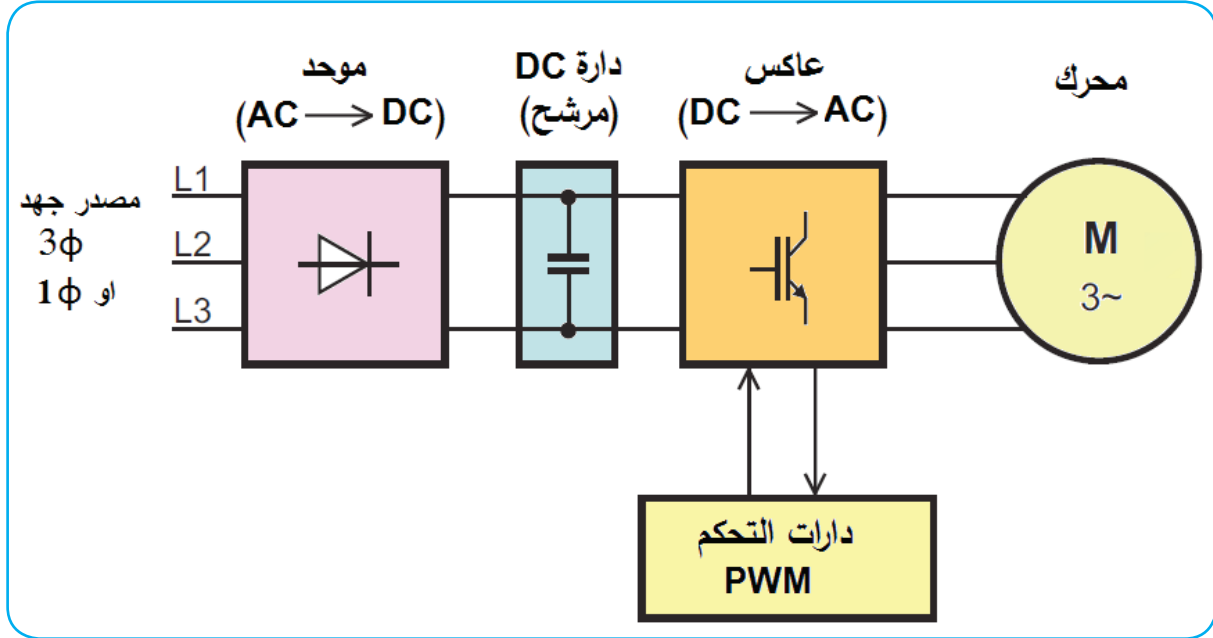 موحد
(AC → DC)
دارة DC
(مرشح)
عاكس
(DC → AC)
محرك
مصدر جهد
3ϕ
او 1ϕ
L1
L2
L3
M
3~
دارات التحكم
PWM